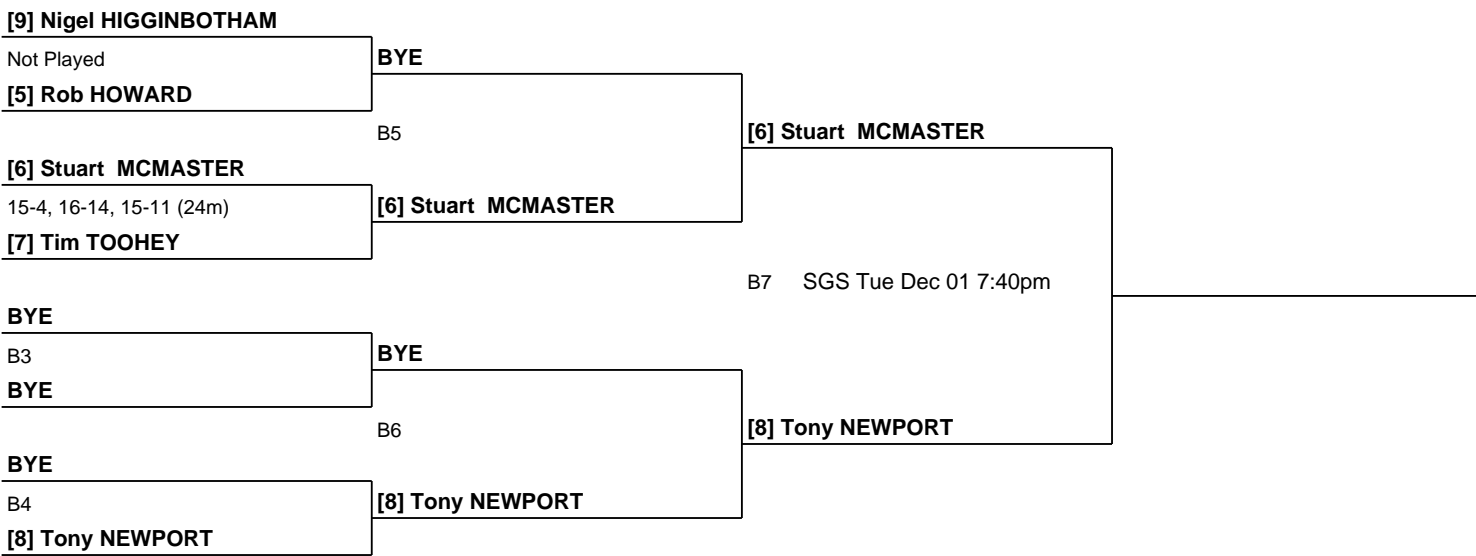 [9] Nigel HIGGINBOTHAM
Not Played
BYE
[5] Rob HOWARD
B5
[6] Stuart  MCMASTER
[6] Stuart  MCMASTER
15-4, 16-14, 15-11 (24m)
[6] Stuart  MCMASTER
[7] Tim TOOHEY
B7 SGS Tue Dec 01 7:40pm
BYE
B3
BYE
BYE
B6
[8] Tony NEWPORT
BYE
B4
[8] Tony NEWPORT
[8] Tony NEWPORT